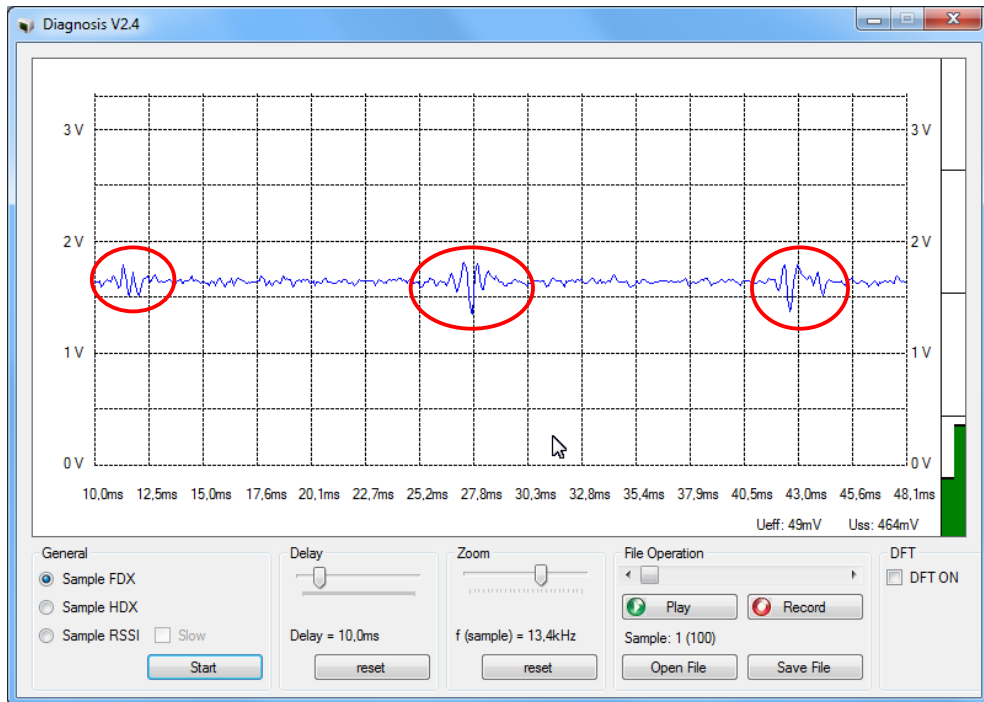 Diagnosis V2.4
3 V 3 V
2 V 2 V
1 V 1 V
0 V 0 V
10,0ms 12,5ms 15,0ms 17,6ms 20,1ms 22,7ms 25,2ms 27,8ms 30,3ms 32,8ms 35,4ms 37,9ms 40,5ms 43,0ms 45,6ms 48,1ms
Ueff: 49mV Uss: 464mV
General Delay Zoom File Operation DFT
Sample FDX DFT ON
Sample HDX Play Record
Sample RSSI Slow Delay = 10,0ms f (sample) = 13,4kHz Sample: 1 (100)
Start reset reset Open File Save File